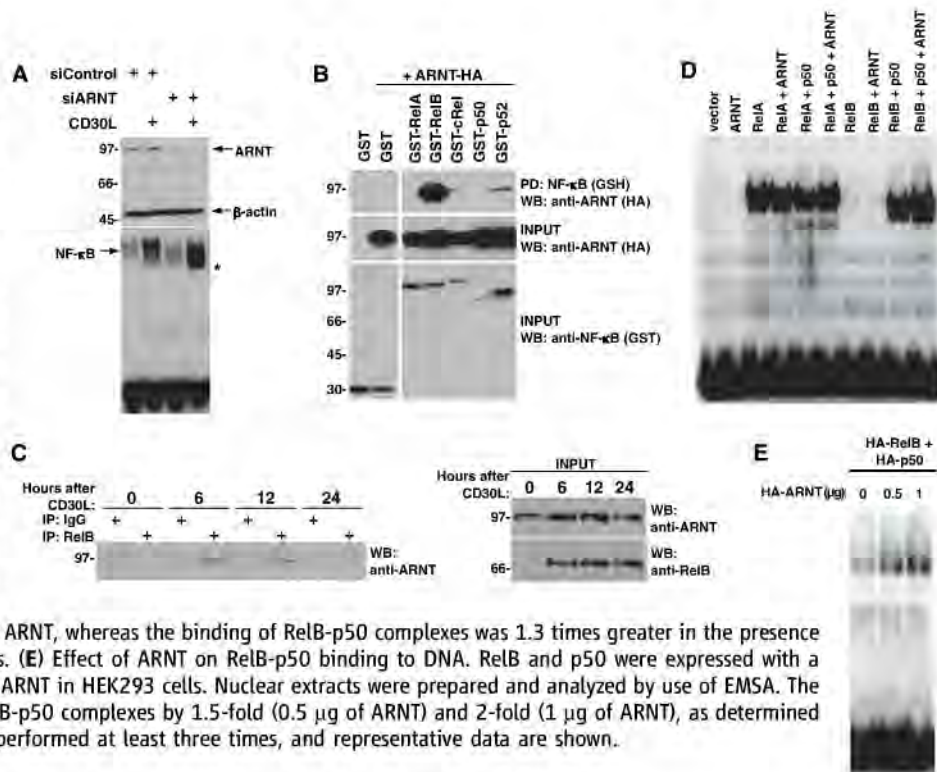 A
siControl + +
siARNT + +
CD30L + +
97- ARNT
66-
45- β-actin
NF-κB
*
B
+ ARNT-HA
GST
GST
GST-RelA
GST-RelB
GST-cRel
GST-p50
GST-p52
97- PD: NF-κB (GSH)
WB: anti-ARNT (HA)
97- INPUT
WB: anti-ARNT (HA)
97-
66-
45-
30-
INPUT
WB: anti-NF-κB (GST)
D
vector
ARNT
RelA
RelA + ARNT
RelA + p50
RelA + p50 + ARNT
RelB
RelB + ARNT
RelB + p50
RelB + p50 + ARNT
C
Hours after
CD30L: 0 6 12 24
IP: IgG + + + +
IP: RelB + + + +
97- WB:
anti-ARNT
INPUT
Hours after
CD30L: 0 6 12 24
97- WB:
anti-ARNT
66- WB:
anti-RelB
E
HA-RelB +
HA-p50
HA-ARNT (μg) 0 0.5 1
ARNT, whereas the binding of RelB-p50 complexes was 1.3 times greater in the presence
s. (E) Effect of ARNT on RelB-p50 binding to DNA. RelB and p50 were expressed with a
ARNT in HEK293 cells. Nuclear extracts were prepared and analyzed by use of EMSA. The
B-p50 complexes by 1.5-fold (0.5 μg of ARNT) and 2-fold (1 μg of ARNT), as determined
performed at least three times, and representative data are shown.